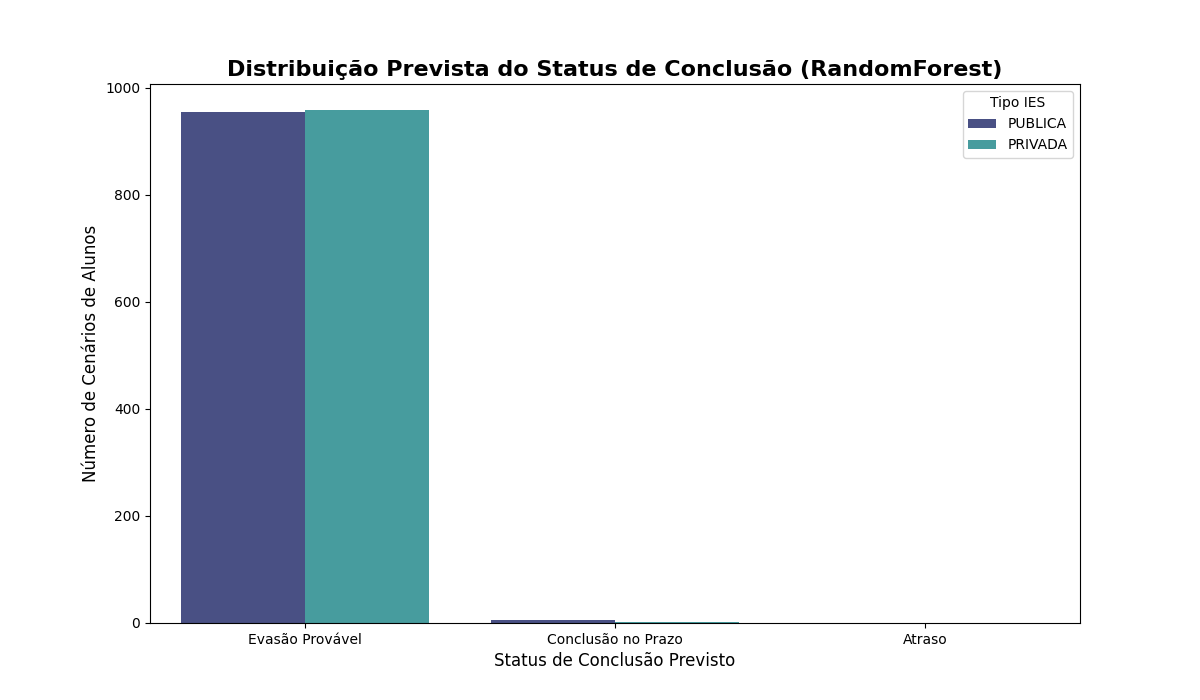 Distribuição Prevista do Status de Conclusão (RandomForest)
Número de Cenários de Alunos
1000
800
600
400
200
0
Tipo IES
PUBLICA
PRIVADA
Evasão Provável
Conclusão no Prazo
Atraso
Status de Conclusão Previsto